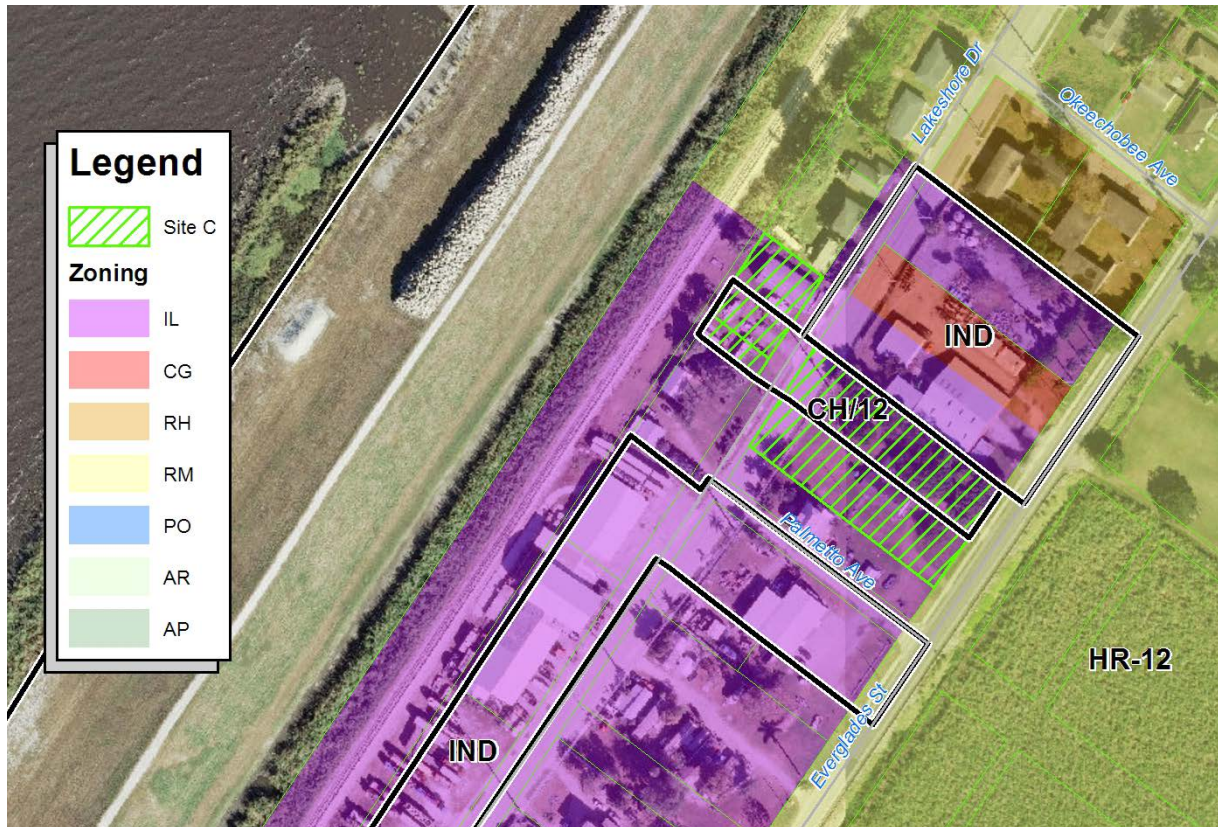 Legend
Site C
Zoning
IL
CG
RH
RM
PO
AR
AP
Lakeshore Dr
Okeechobee Ave
IND
CH/12
Palmetto Ave
HR-12
Everglades St
IND